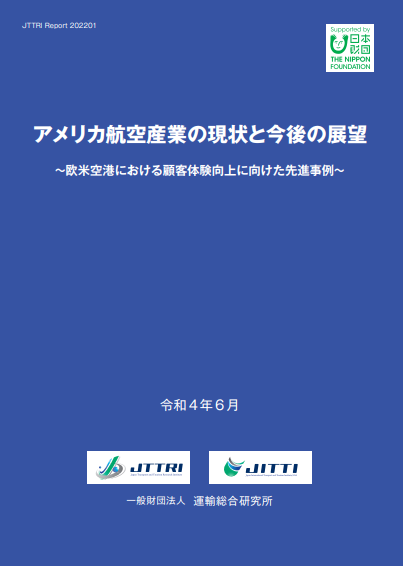 JTTRI Report 202201
Supported by
日本
財団
THE NIPPON
FOUNDATION
アメリカ航空産業の現状と今後の展望
～欧米空港における顧客体験向上に向けた先進事例～
令和４年６月
JTTRI
JITTI
一般財団法人 運輸総合研究所